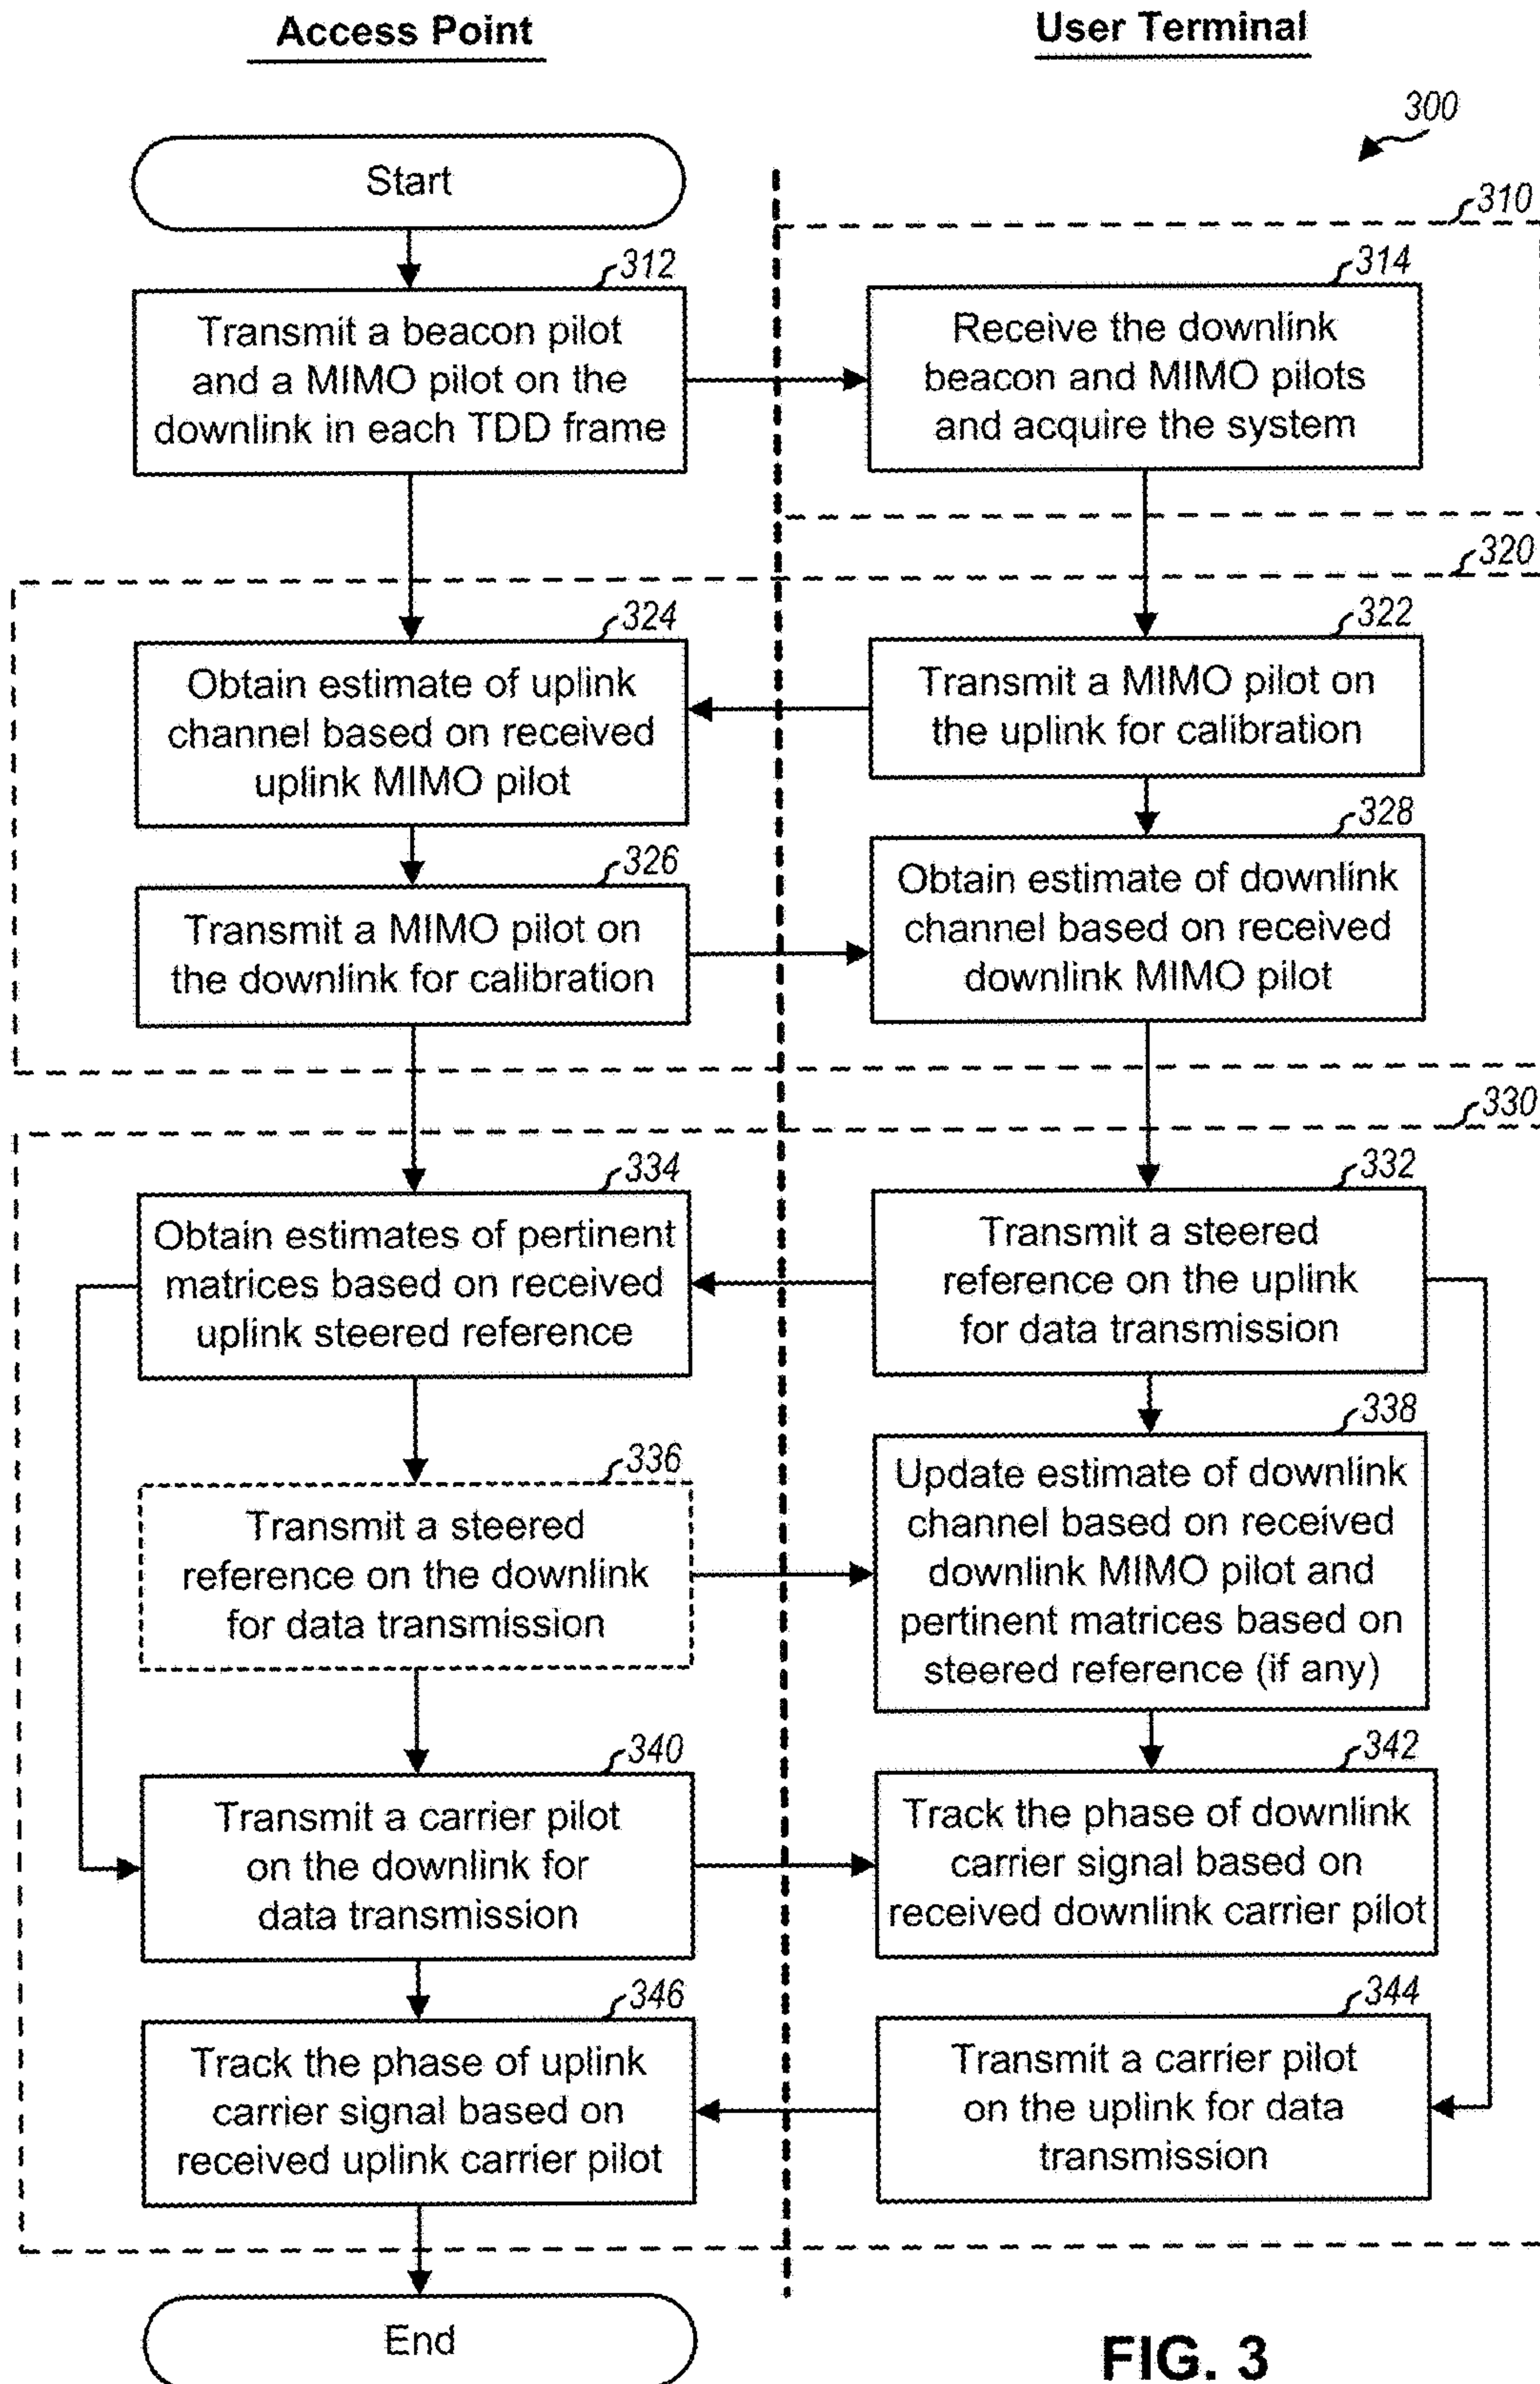 Access Point
User Terminal
300
Start
310
312
Transmit a beacon pilot
and a MIMO pilot on the
downlink in each TDD frame
314
Receive the downlink
beacon and MIMO pilots
and acquire the system
320
324
Obtain estimate of uplink
channel based on received
uplink MIMO pilot
322
Transmit a MIMO pilot on
the uplink for calibration
326
Transmit a MIMO pilot on
the downlink for calibration
328
Obtain estimate of downlink
channel based on received
downlink MIMO pilot
330
334
Obtain estimates of pertinent
matrices based on received
uplink steered reference
332
Transmit a steered
reference on the uplink
for data transmission
336
Transmit a steered
reference on the downlink
for data transmission
338
Update estimate of downlink
channel based on received
downlink MIMO pilot and
pertinent matrices based on
steered reference (if any)
340
Transmit a carrier pilot
on the downlink for
data transmission
342
Track the phase of downlink
carrier signal based on
received downlink carrier pilot
346
Track the phase of uplink
carrier signal based on
received uplink carrier pilot
344
Transmit a carrier pilot
on the uplink for data
transmission
End
FIG. 3